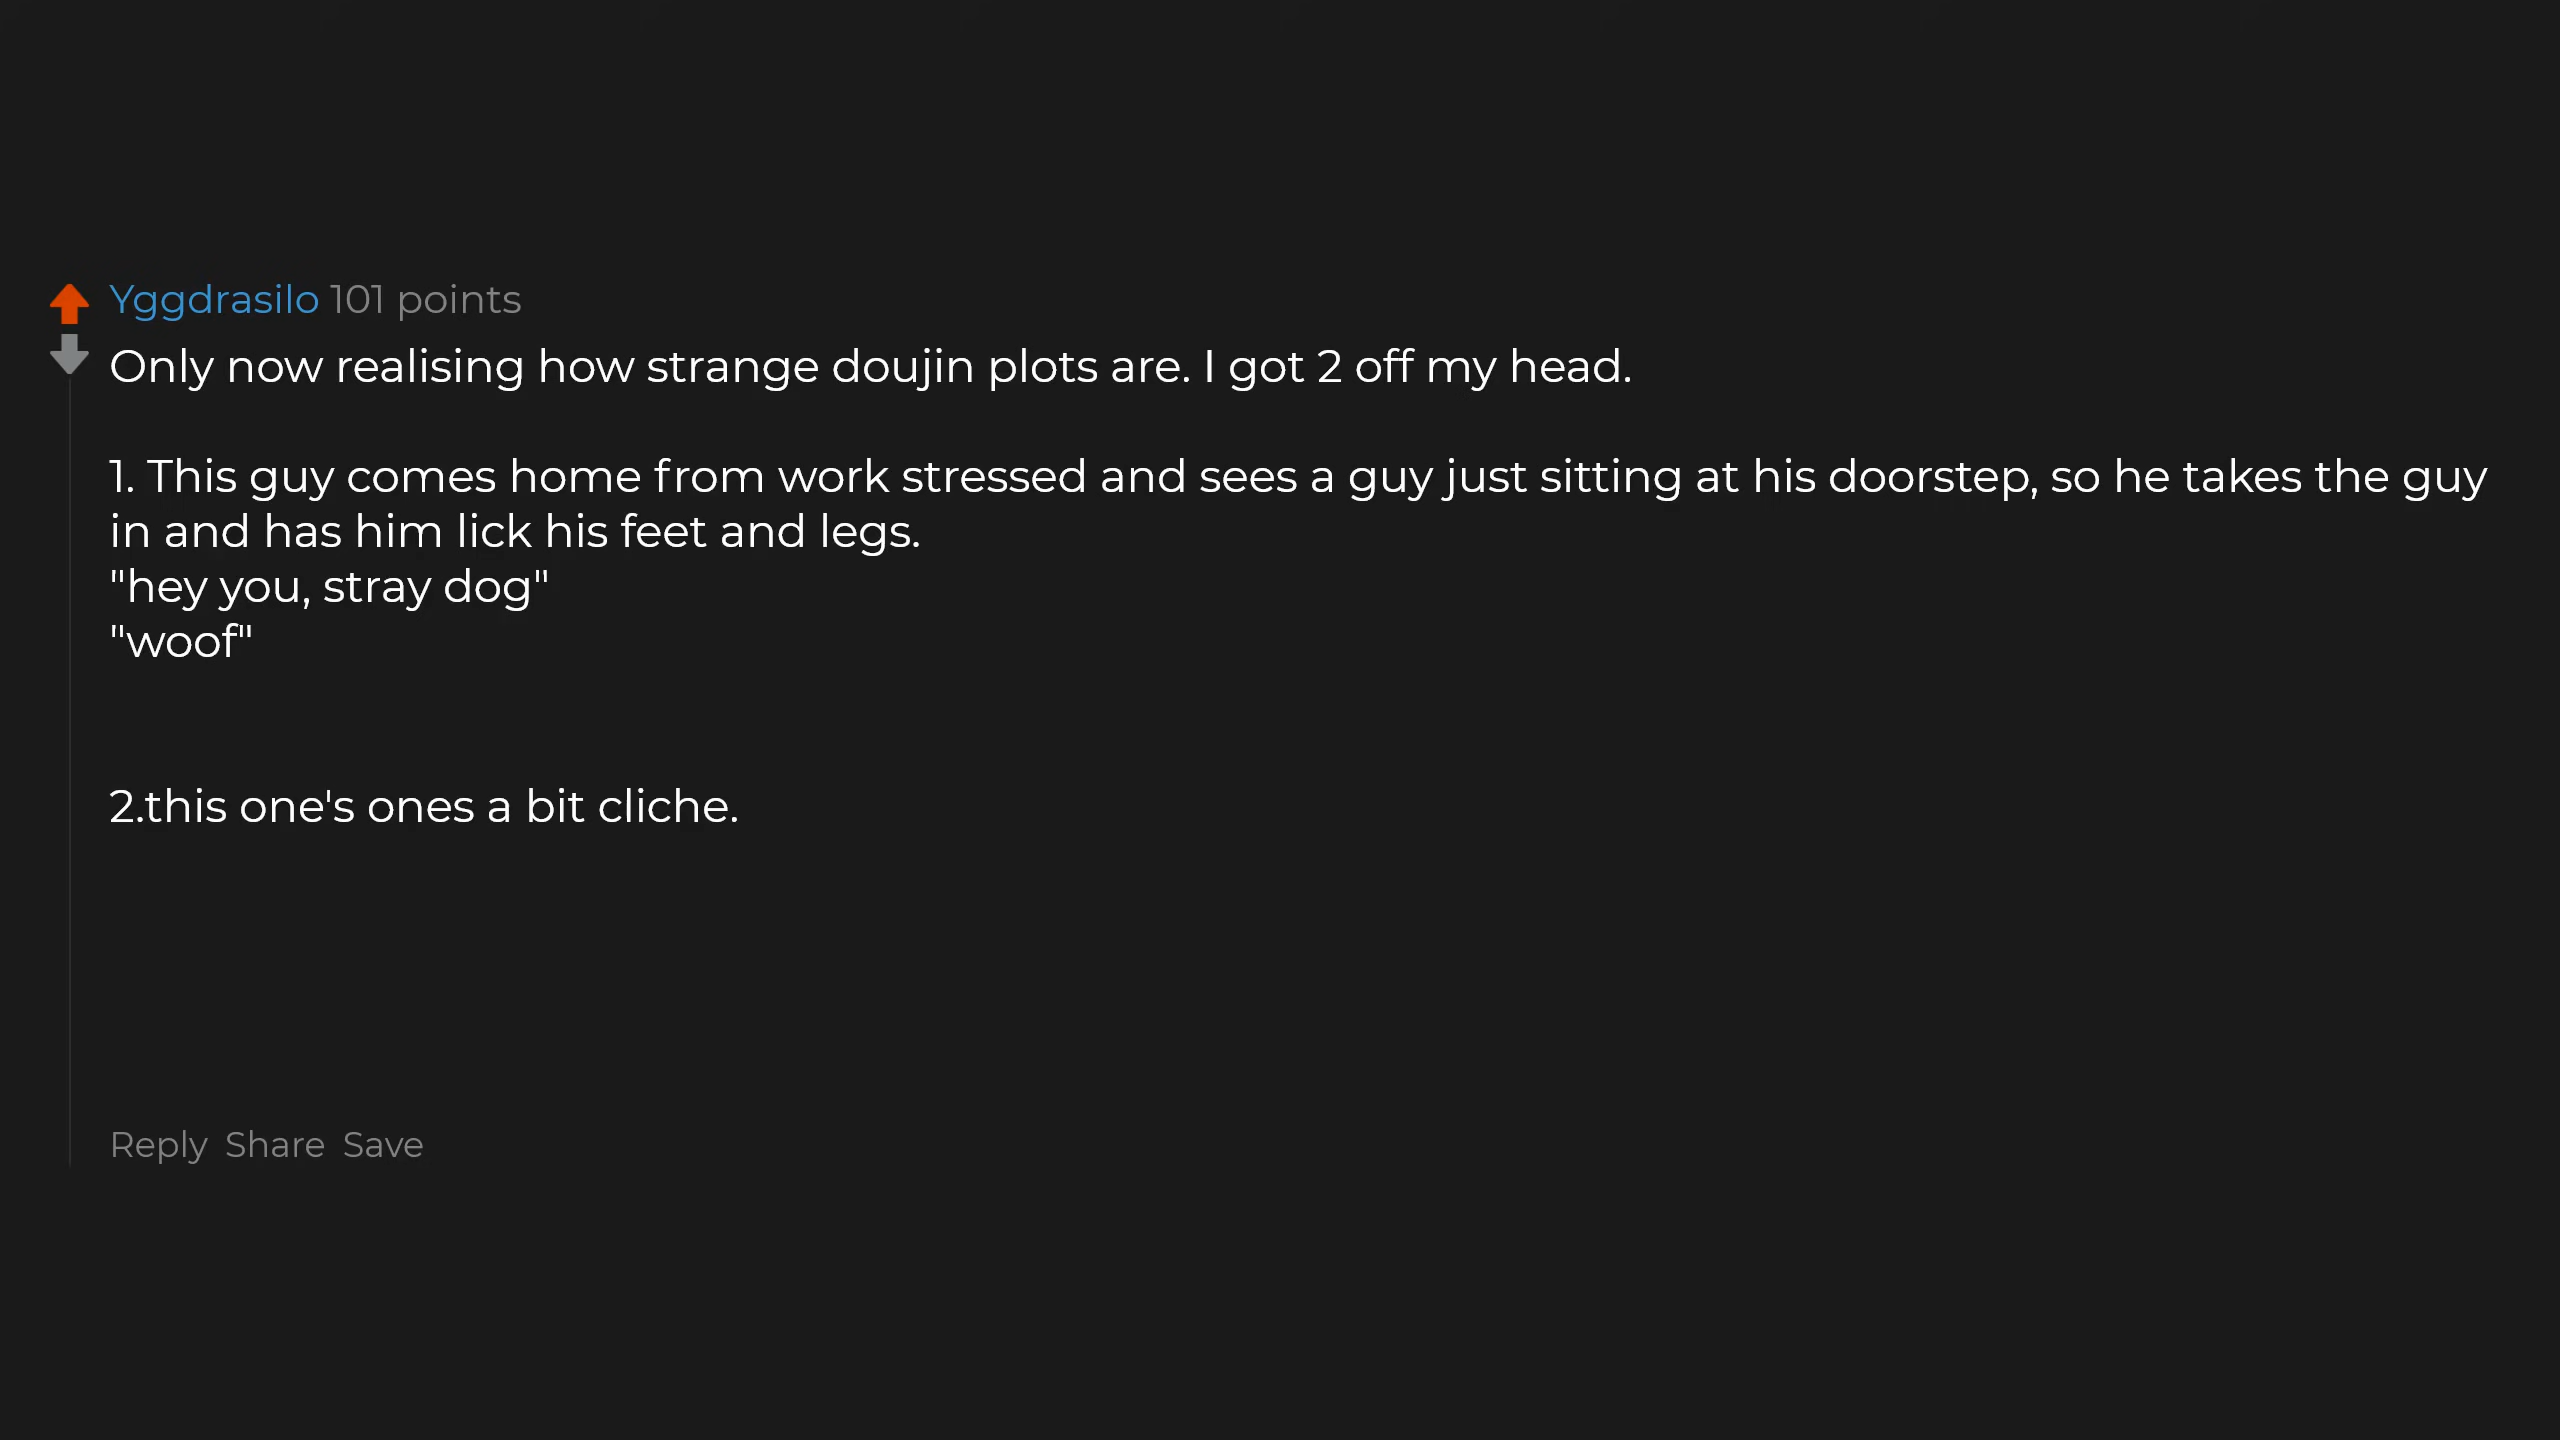 Yggdrasilo 101 points
Only now realising how strange doujin plots are. I got 2 off my head.
1. This guy comes home from work stressed and sees a guy just sitting at his doorstep, so he takes the guy
in and has him lick his feet and legs.
"hey you, stray dog"
"woof"
2.this one's ones a bit cliche.
Reply Share Save